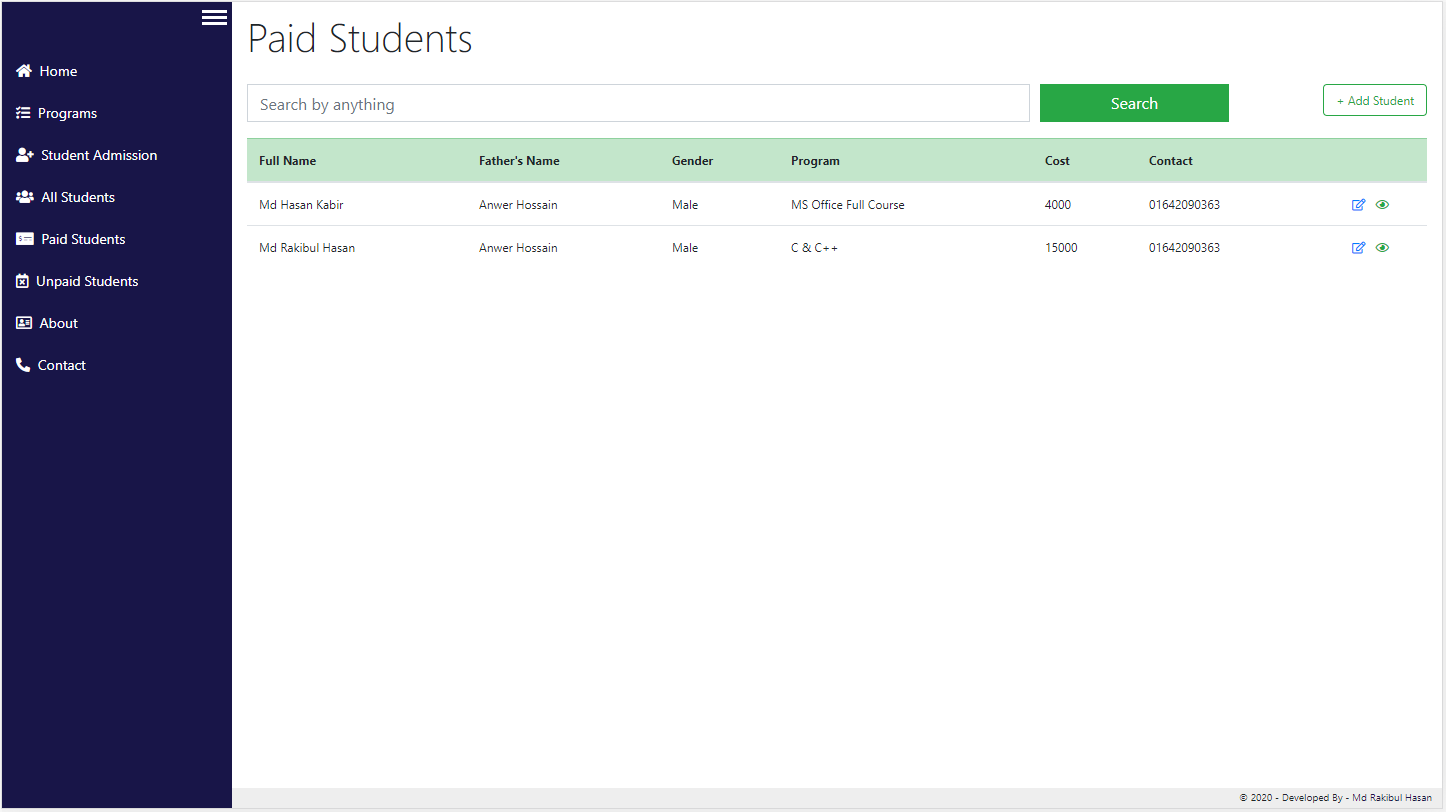 Paid Students
Home
Programs
Student Admission
All Students
Paid Students
Unpaid Students
About
Contact
Search by anything
Search
+ Add Student
Full Name Father's Name Gender Program Cost Contact
Md Hasan Kabir Anwer Hossain Male MS Office Full Course 4000 01642090363
Md Rakibul Hasan Anwer Hossain Male C & C++ 15000 01642090363
© 2020 - Developed By - Md Rakibul Hasan